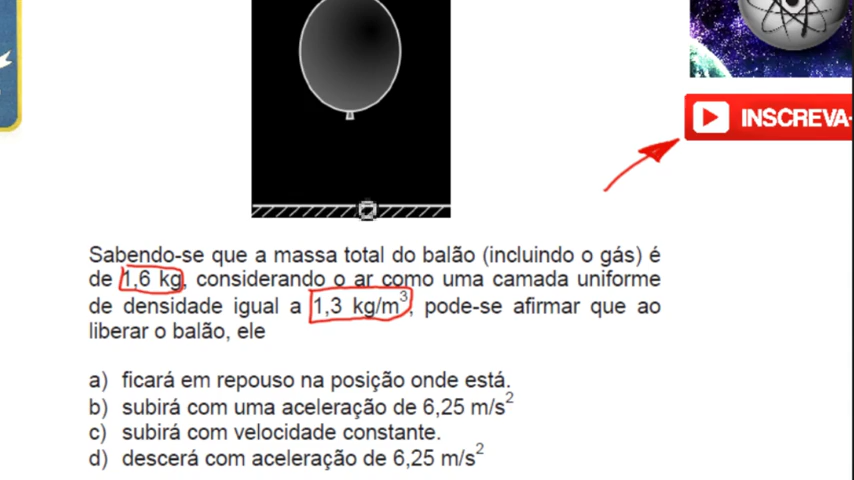 INSCREVA-
Sabendo-se que a massa total do balão (incluindo o gás) é
de 1,6 kg, considerando o ar como uma camada uniforme
de densidade igual a 1,3 kg/m³, pode-se afirmar que ao
liberar o balão, ele
a) ficará em repouso na posição onde está.
b) subirá com uma aceleração de 6,25 m/s²
c) subirá com velocidade constante.
d) descerá com aceleração de 6,25 m/s²